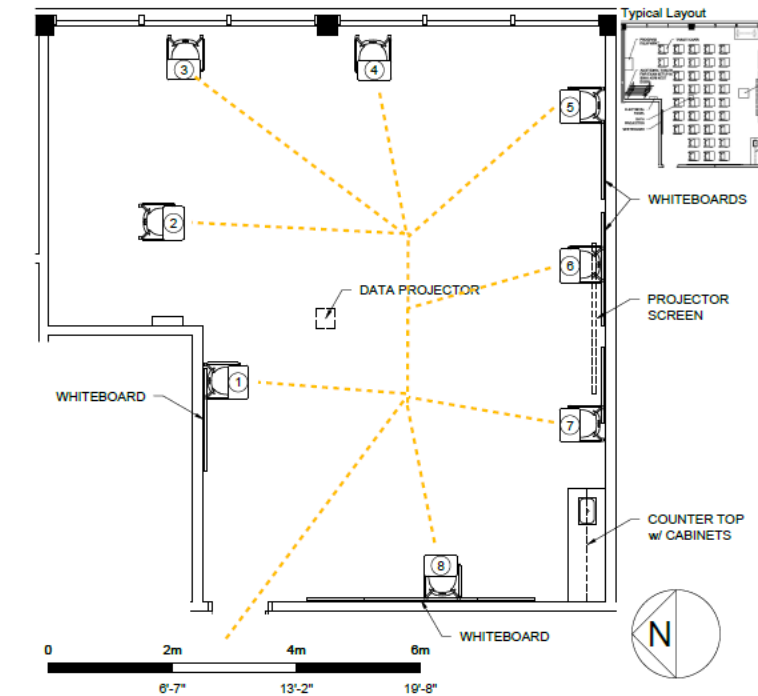 Typical Layout
3
4
5
WHITEBOARDS
2
6
DATA PROJECTOR
PROJECTOR
SCREEN
1
WHITEBOARD
7
COUNTER TOP
w/ CABINETS
8
WHITEBOARD
N
0 2m 4m 6m
6'-7" 13'-2" 19'-8"